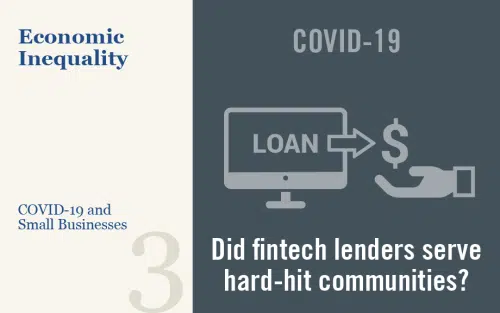 Economic
Inequality
COVID-19 and
Small Businesses
3
COVID-19
LOAN
$
Did fintech lenders serve
hard-hit communities?